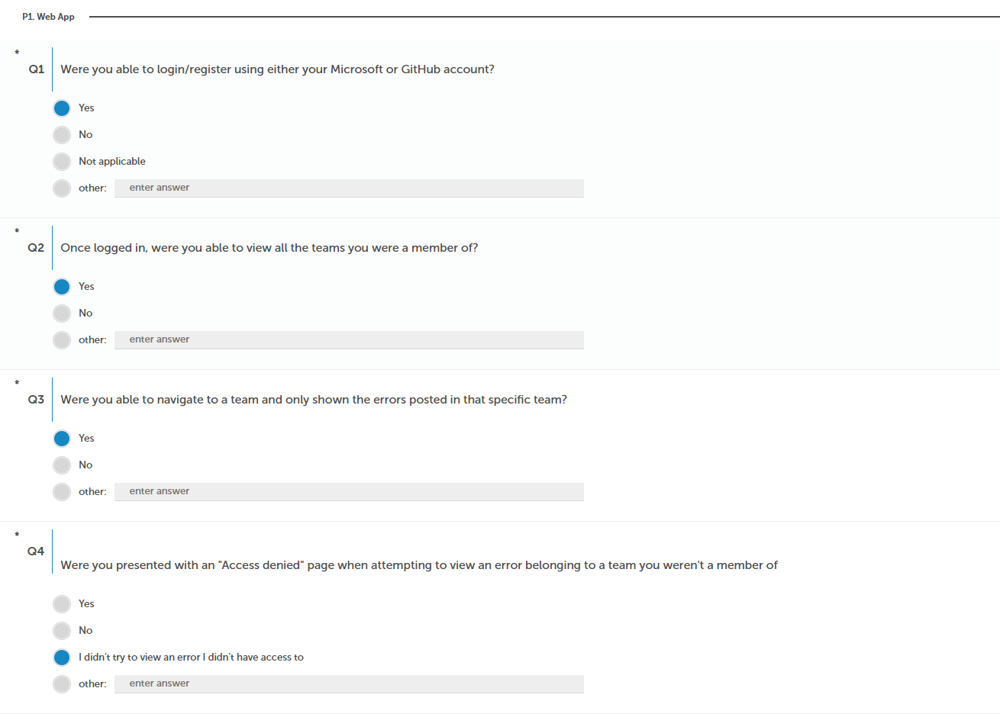 P1. Web App
*
Q1 Were you able to login/register using either your Microsoft or GitHub account?
Yes
No
Not applicable
other: enter answer
*
Q2 Once logged in, were you able to view all the teams you were a member of?
Yes
No
other: enter answer
*
Q3 Were you able to navigate to a team and only shown the errors posted in that specific team?
Yes
No
other: enter answer
*
Q4
Were you presented with an "Access denied" page when attempting to view an error belonging to a team you weren't a member of
Yes
No
I didn't try to view an error I didn't have access to
other: enter answer